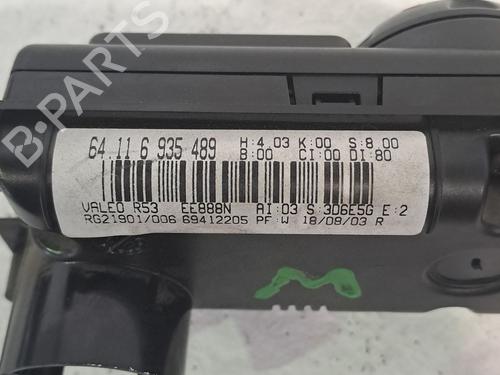 64.11 6 935 489 H:4.03 K:00 S:8.00
B:00 CI:00 DI:80
VALEO R53 EE888N AI:03 S:3D6E5G E:2
RG21901/006 69412205 PF:W 18/09/03 R
M
B-PARTS